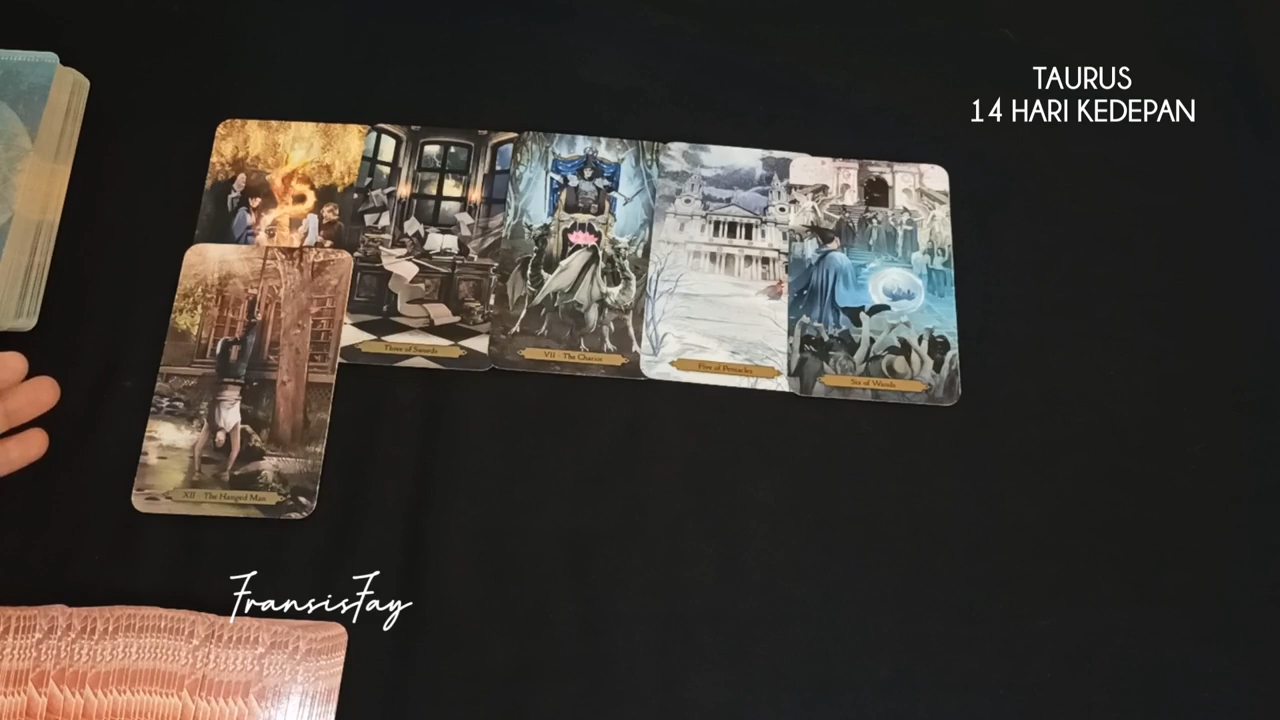 TAURUS
14 HARI KEDEPAN
Three of Swords
VII · The Chariot
Five of Pentacles
Six of Wands
XII · The Hanged Man
FransisFay